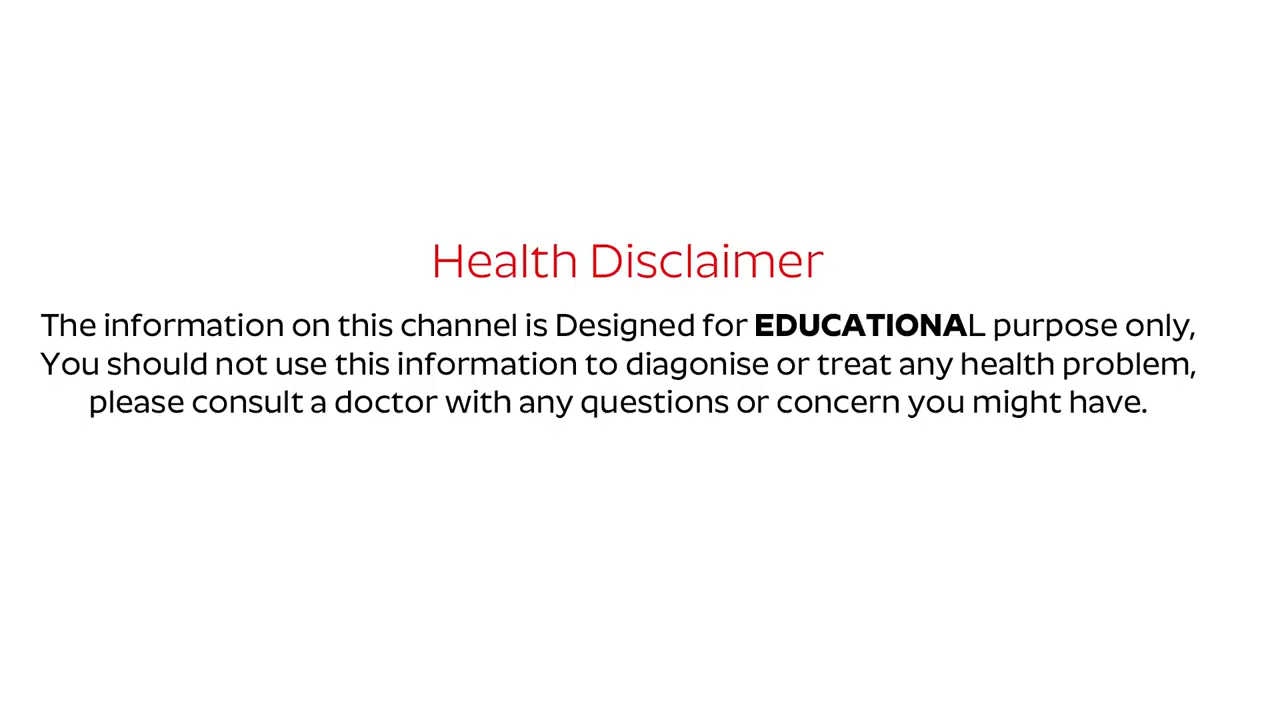 Health Disclaimer
The information on this channel is Designed for EDUCATIONAL purpose only,
You should not use this information to diagonise or treat any health problem,
please consult a doctor with any questions or concern you might have.